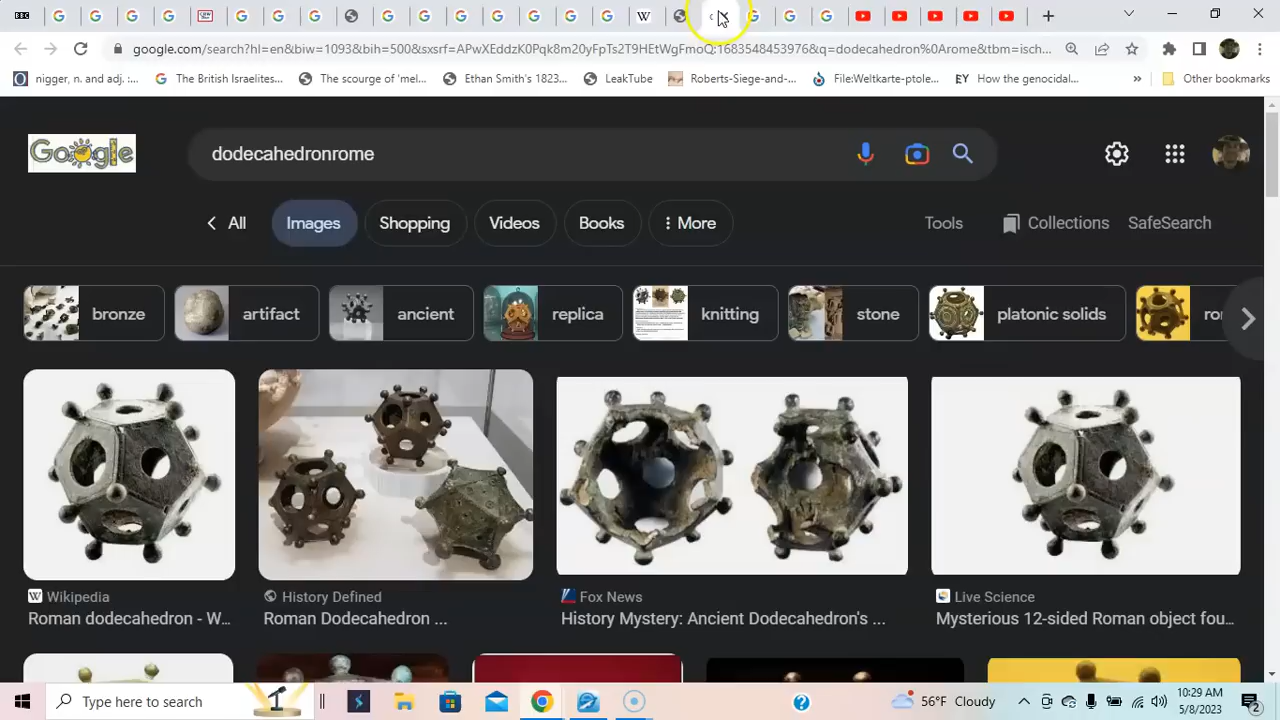 google.com/search?hl=en&biw=1093&bih=500&sxsrf=APwXEddzK0Pqk8m20yFpTs2T9HEtWgFmoQ:1683548453976&q=dodecahedron%0Arome&tbm=isch...
nigger, n. and adj. :...
The British Israelites...
The scourge of 'mel...
Ethan Smith's 1823...
LeakTube
Roberts-Siege-and-...
File:Weltkarte-ptole...
EY
How the genocidal...
»
Other bookmarks
Google
dodecahedronrome
All
Images
Shopping
Videos
Books
More
Tools
Collections
SafeSearch
bronze
artifact
ancient
replica
knitting
stone
platonic solids
W Wikipedia
Roman dodecahedron - W...
History Defined
Roman Dodecahedron ...
Fox News
History Mystery: Ancient Dodecahedron's ...
Live Science
Mysterious 12-sided Roman object fou...
Type here to search
56°F Cloudy
10:29 AM
5/8/2023
2